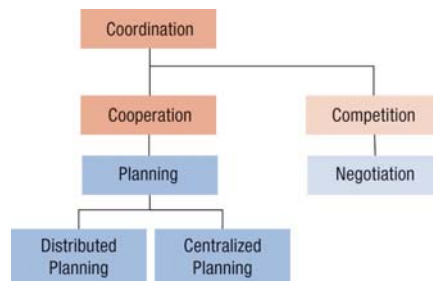 Coordination
Cooperation
Competition
Planning
Negotiation
Distributed
Planning
Centralized
Planning